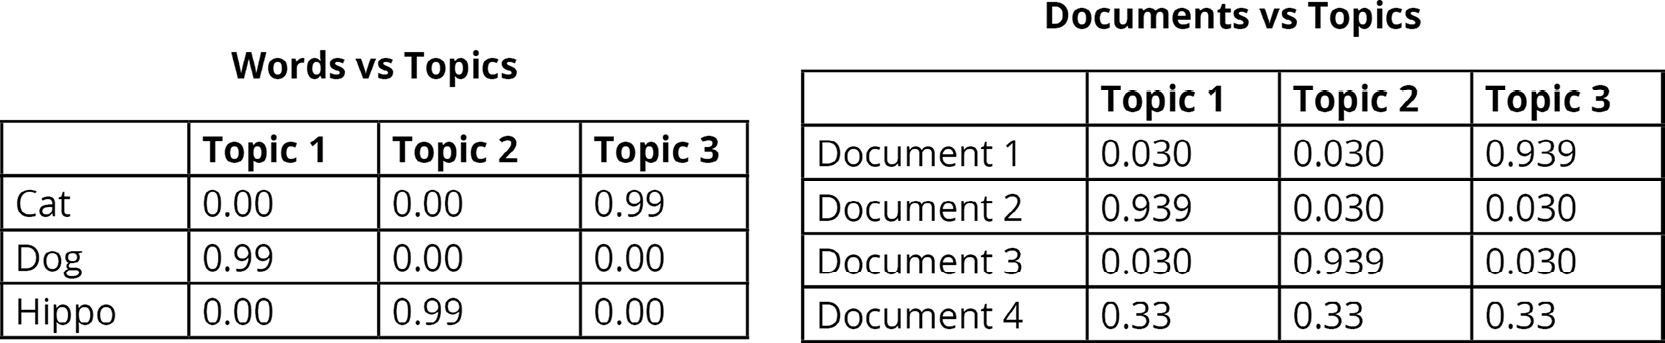 Words vs Topics
Topic 1 Topic 2 Topic 3
Cat 0.00 0.00 0.99
Dog 0.99 0.00 0.00
Hippo 0.00 0.99 0.00
Documents vs Topics
Topic 1 Topic 2 Topic 3
Document 1 0.030 0.030 0.939
Document 2 0.939 0.030 0.030
Document 3 0.030 0.939 0.030
Document 4 0.33 0.33 0.33